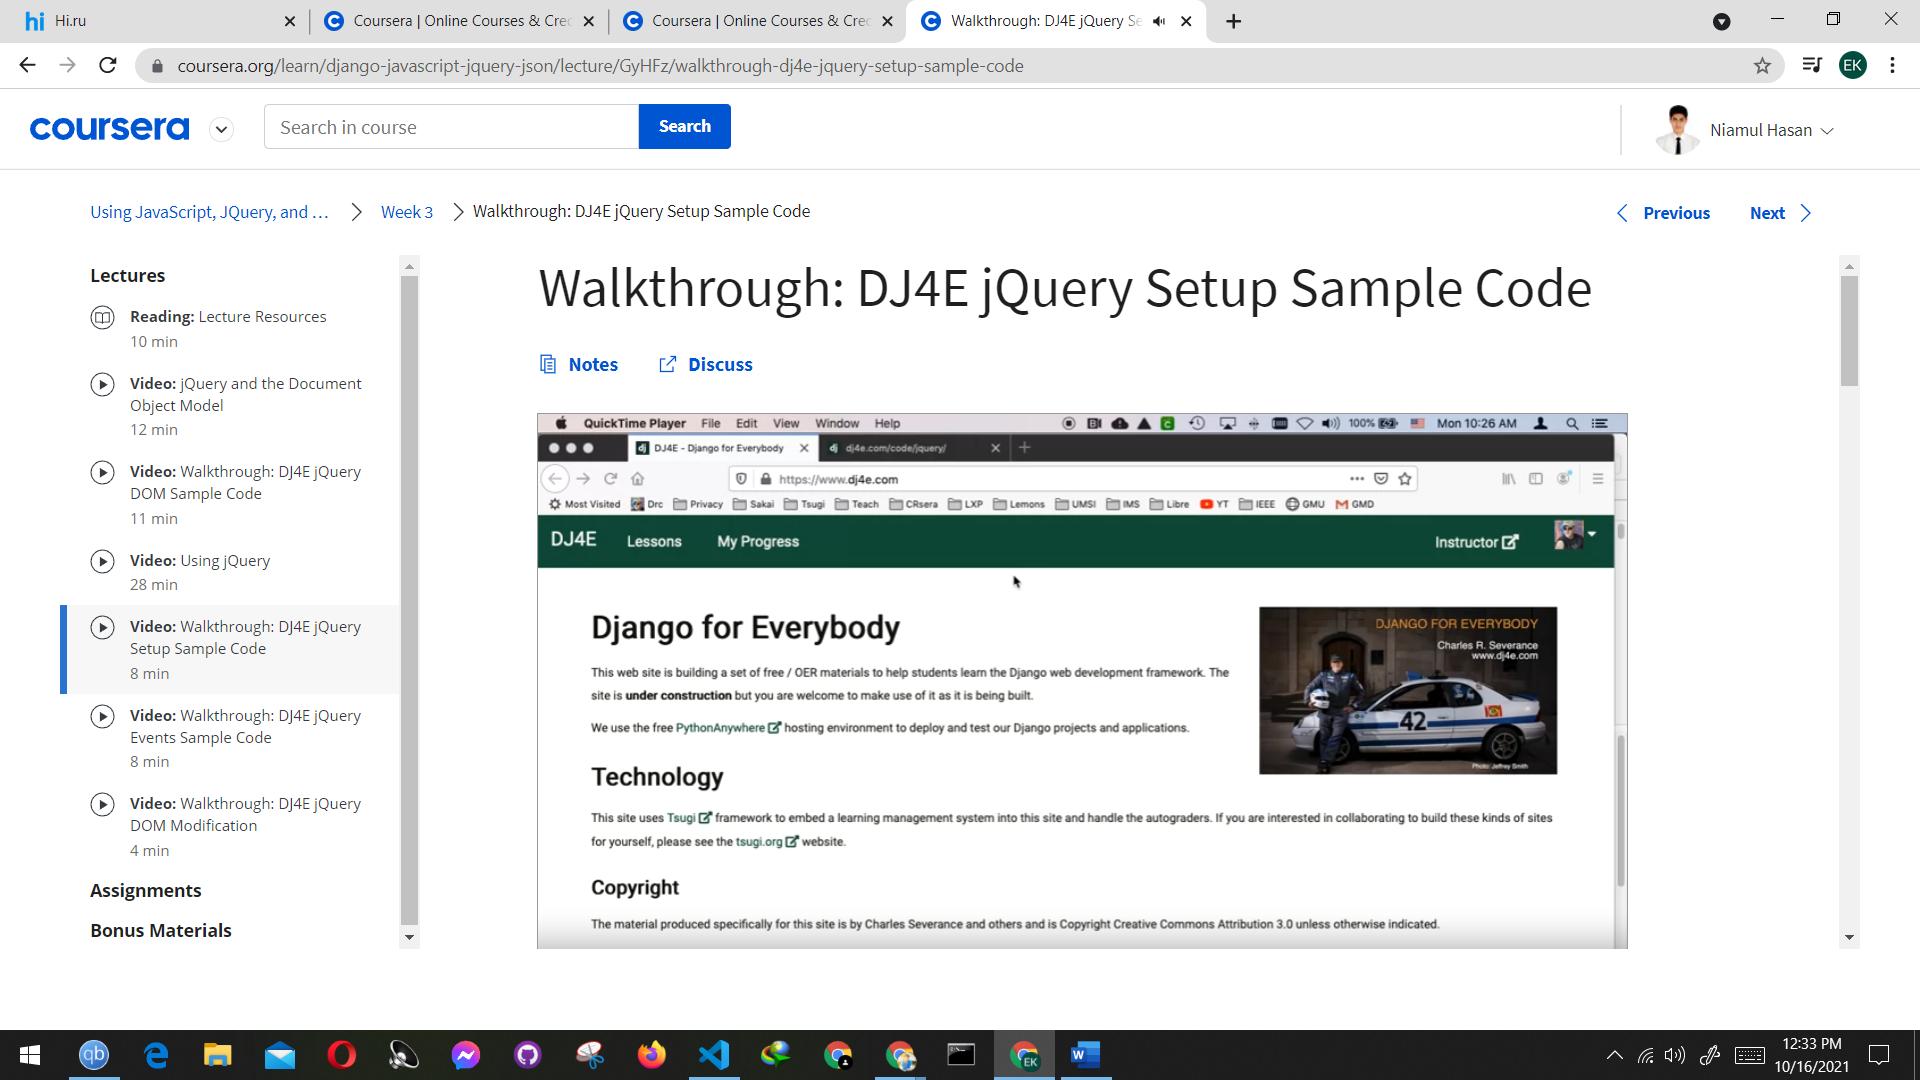 Hi.ru
Coursera | Online Courses & Crec
Coursera | Online Courses & Crec
Walkthrough: DJ4E jQuery Se
coursera.org/learn/django-javascript-jquery-json/lecture/GyHFz/walkthrough-dj4e-jquery-setup-sample-code
EK
coursera
Search in course
Search
Niamul Hasan
Using JavaScript, JQuery, and ...
Week 3
Walkthrough: DJ4E jQuery Setup Sample Code
Previous
Next
Lectures
Reading: Lecture Resources
10 min
Video: jQuery and the Document
Object Model
12 min
Video: Walkthrough: DJ4E jQuery
DOM Sample Code
11 min
Video: Using jQuery
28 min
Video: Walkthrough: DJ4E jQuery
Setup Sample Code
8 min
Video: Walkthrough: DJ4E jQuery
Events Sample Code
8 min
Video: Walkthrough: DJ4E jQuery
DOM Modification
4 min
Assignments
Bonus Materials
Walkthrough: DJ4E jQuery Setup Sample Code
Notes
Discuss
QuickTime Player File Edit View Window Help
100%
Mon 10:26 AM
DJ4E - Django for Everybody
dj4e.com/code/jquery/
https://www.dj4e.com
Most Visited Drc Privacy Sakai Tsugi Teach CRsera LXP Lemons UMSI IMS Libre YT IEEE GMU GMD
DJ4E Lessons My Progress
Instructor
Django for Everybody
This web site is building a set of free / OER materials to help students learn the Django web development framework. The
site is under construction but you are welcome to make use of it as it is being built.
We use the free PythonAnywhere hosting environment to deploy and test our Django projects and applications.
DJANGO FOR EVERYBODY
Charles R. Severance
www.dj4e.com
42
Photo: Jeffrey Smith
Technology
This site uses Tsugi framework to embed a learning management system into this site and handle the autograders. If you are interested in collaborating to build these kinds of sites
for yourself, please see the tsugi.org website.
Copyright
The material produced specifically for this site is by Charles Severance and others and is Copyright Creative Commons Attribution 3.0 unless otherwise indicated.
12:33 PM
10/16/2021